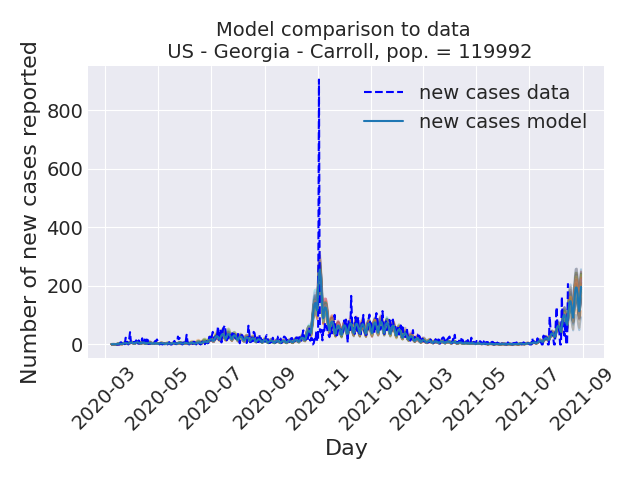 Model comparison to data
US - Georgia - Carroll, pop. = 119992
Number of new cases reported
800
600
400
200
0
new cases data
new cases model
2020-03
2020-05
2020-07
2020-09
2020-11
2021-01
2021-03
2021-05
2021-07
2021-09
Day